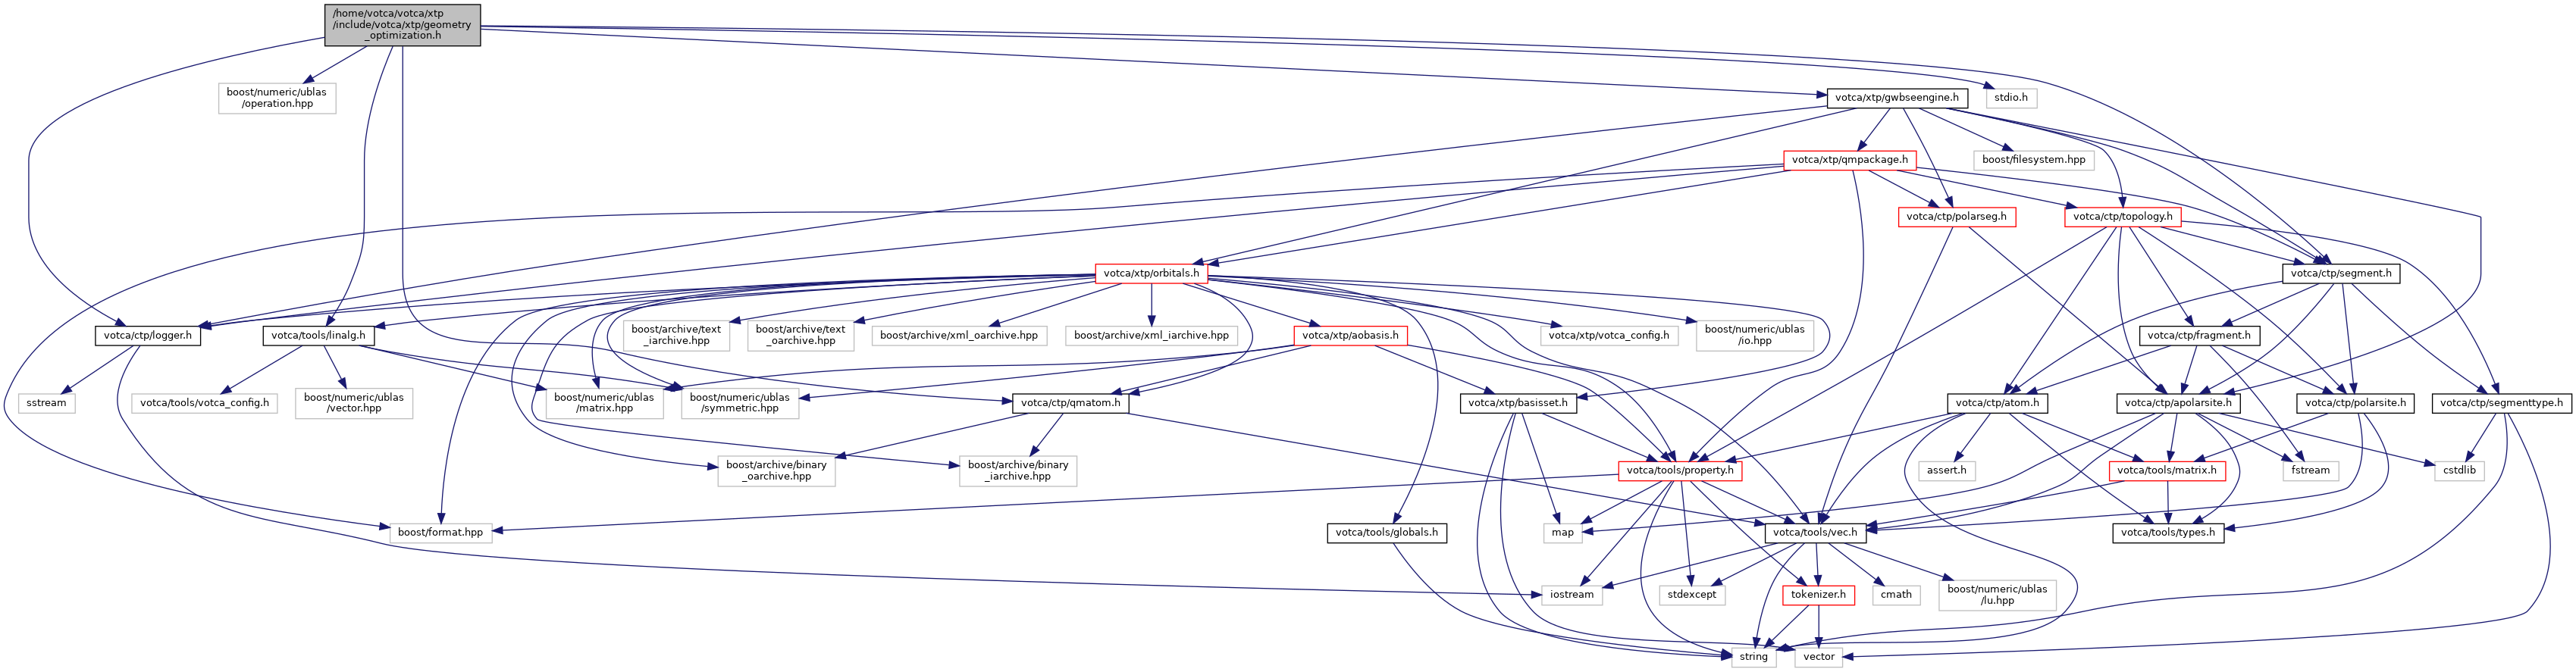 /home/votca/votca/xtp
/include/votca/xtp/geometry
_optimization.h
boost/numeric/ublas
/operation.hpp
votca/xtp/gwbseengine.h
stdio.h
votca/xtp/qmpackage.h
boost/filesystem.hpp
votca/ctp/polarseg.h
votca/ctp/topology.h
votca/xtp/orbitals.h
votca/ctp/segment.h
votca/ctp/logger.h
votca/tools/linalg.h
boost/archive/text
_iarchive.hpp
boost/archive/text
_oarchive.hpp
boost/archive/xml_oarchive.hpp
boost/archive/xml_iarchive.hpp
votca/xtp/aobasis.h
votca/xtp/votca_config.h
boost/numeric/ublas
/io.hpp
votca/ctp/fragment.h
sstream
votca/tools/votca_config.h
boost/numeric/ublas
/vector.hpp
boost/numeric/ublas
/matrix.hpp
boost/numeric/ublas
/symmetric.hpp
votca/ctp/qmatom.h
votca/xtp/basisset.h
votca/ctp/atom.h
votca/ctp/apolarsite.h
votca/ctp/polarsite.h
votca/ctp/segmenttype.h
boost/archive/binary
_oarchive.hpp
boost/archive/binary
_iarchive.hpp
votca/tools/property.h
assert.h
votca/tools/matrix.h
fstream
cstdlib
boost/format.hpp
votca/tools/globals.h
map
votca/tools/vec.h
votca/tools/types.h
iostream
stdexcept
tokenizer.h
cmath
boost/numeric/ublas
/lu.hpp
string
vector